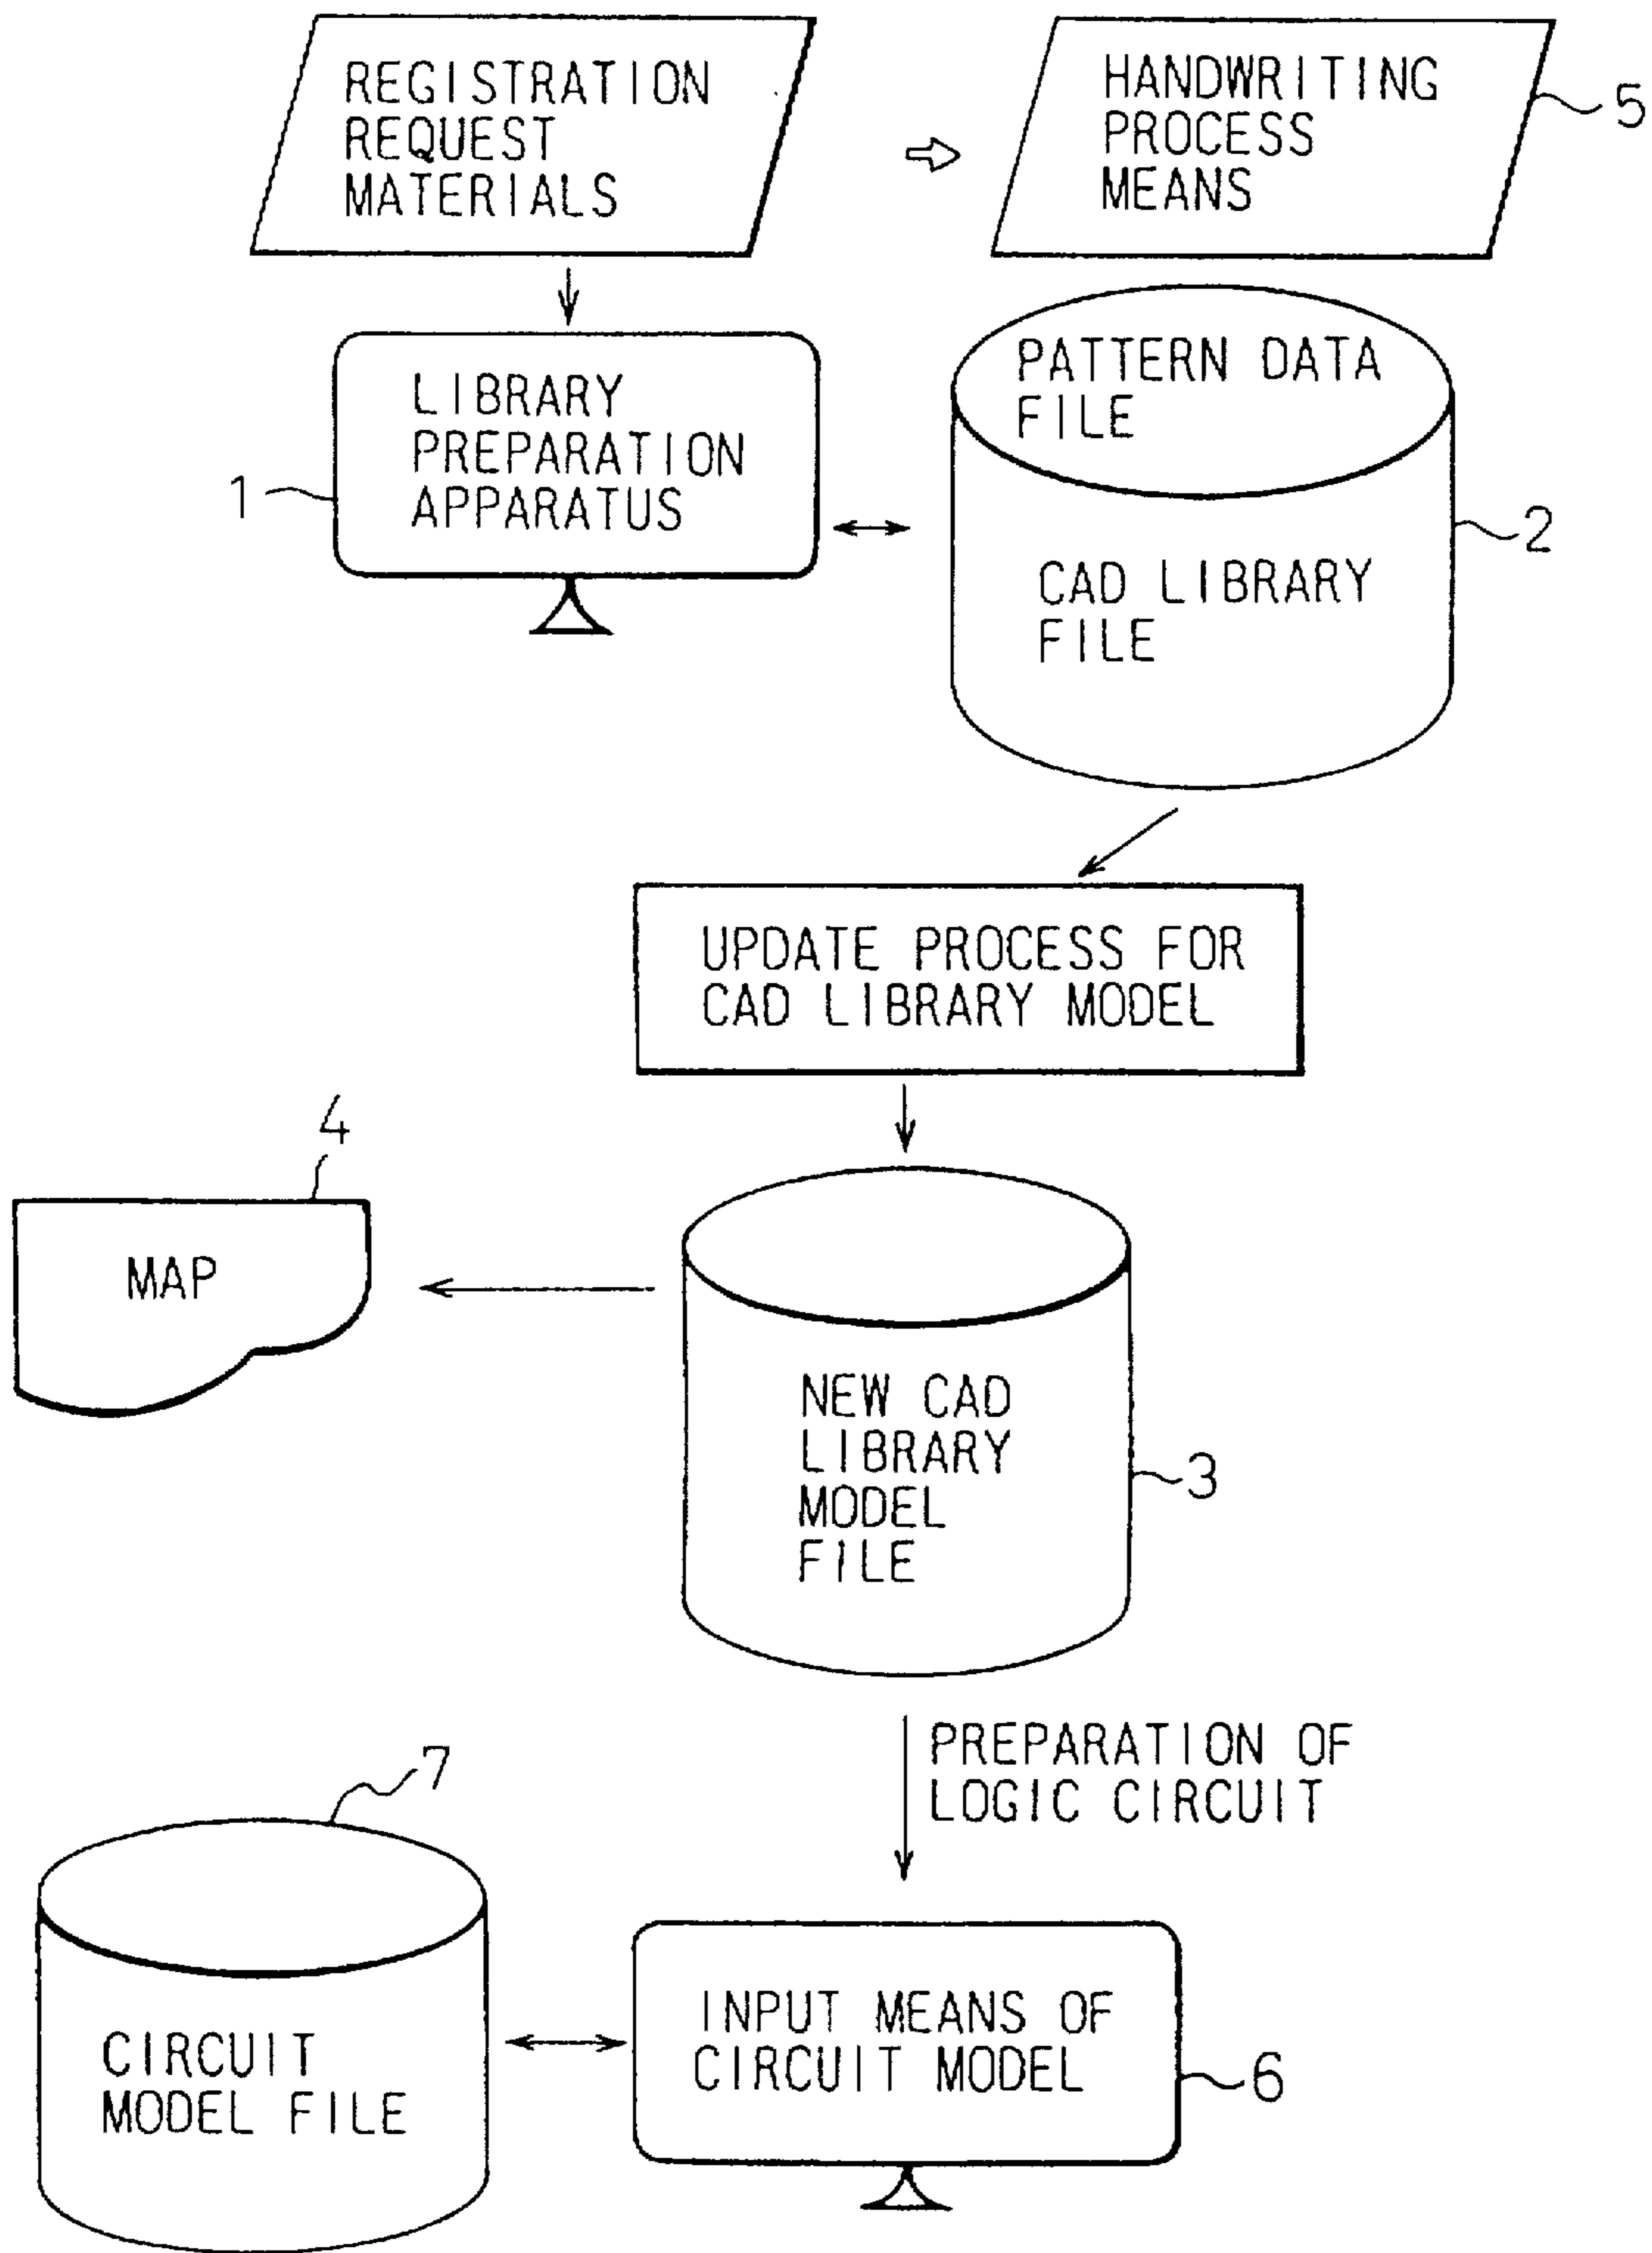 REGISTRATION
REQUEST
MATERIALS
HANDWRITING
PROCESS
MEANS
5
LIBRARY
PREPARATION
APPARATUS
1
PATTERN DATA
FILE
CAD LIBRARY
FILE
2
UPDATE PROCESS FOR
CAD LIBRARY MODEL
4
MAP
NEW CAD
LIBRARY
MODEL
FILE
3
PREPARATION OF
LOGIC CIRCUIT
7
CIRCUIT
MODEL FILE
INPUT MEANS OF
CIRCUIT MODEL
6